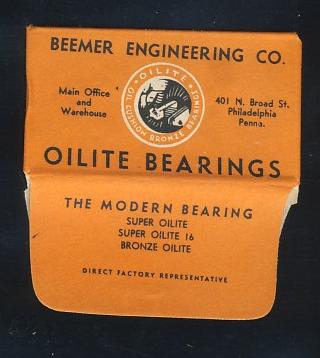 BEEMER ENGINEERING CO.
Main Office
and
Warehouse
OILITE
OIL CUSHION BRONZE BEARINGS
401 N. Broad St.
Philadelphia
Penna.
OILITE BEARINGS
THE MODERN BEARING
SUPER OILITE
SUPER OILITE 16
BRONZE OILITE
DIRECT FACTORY REPRESENTATIVE